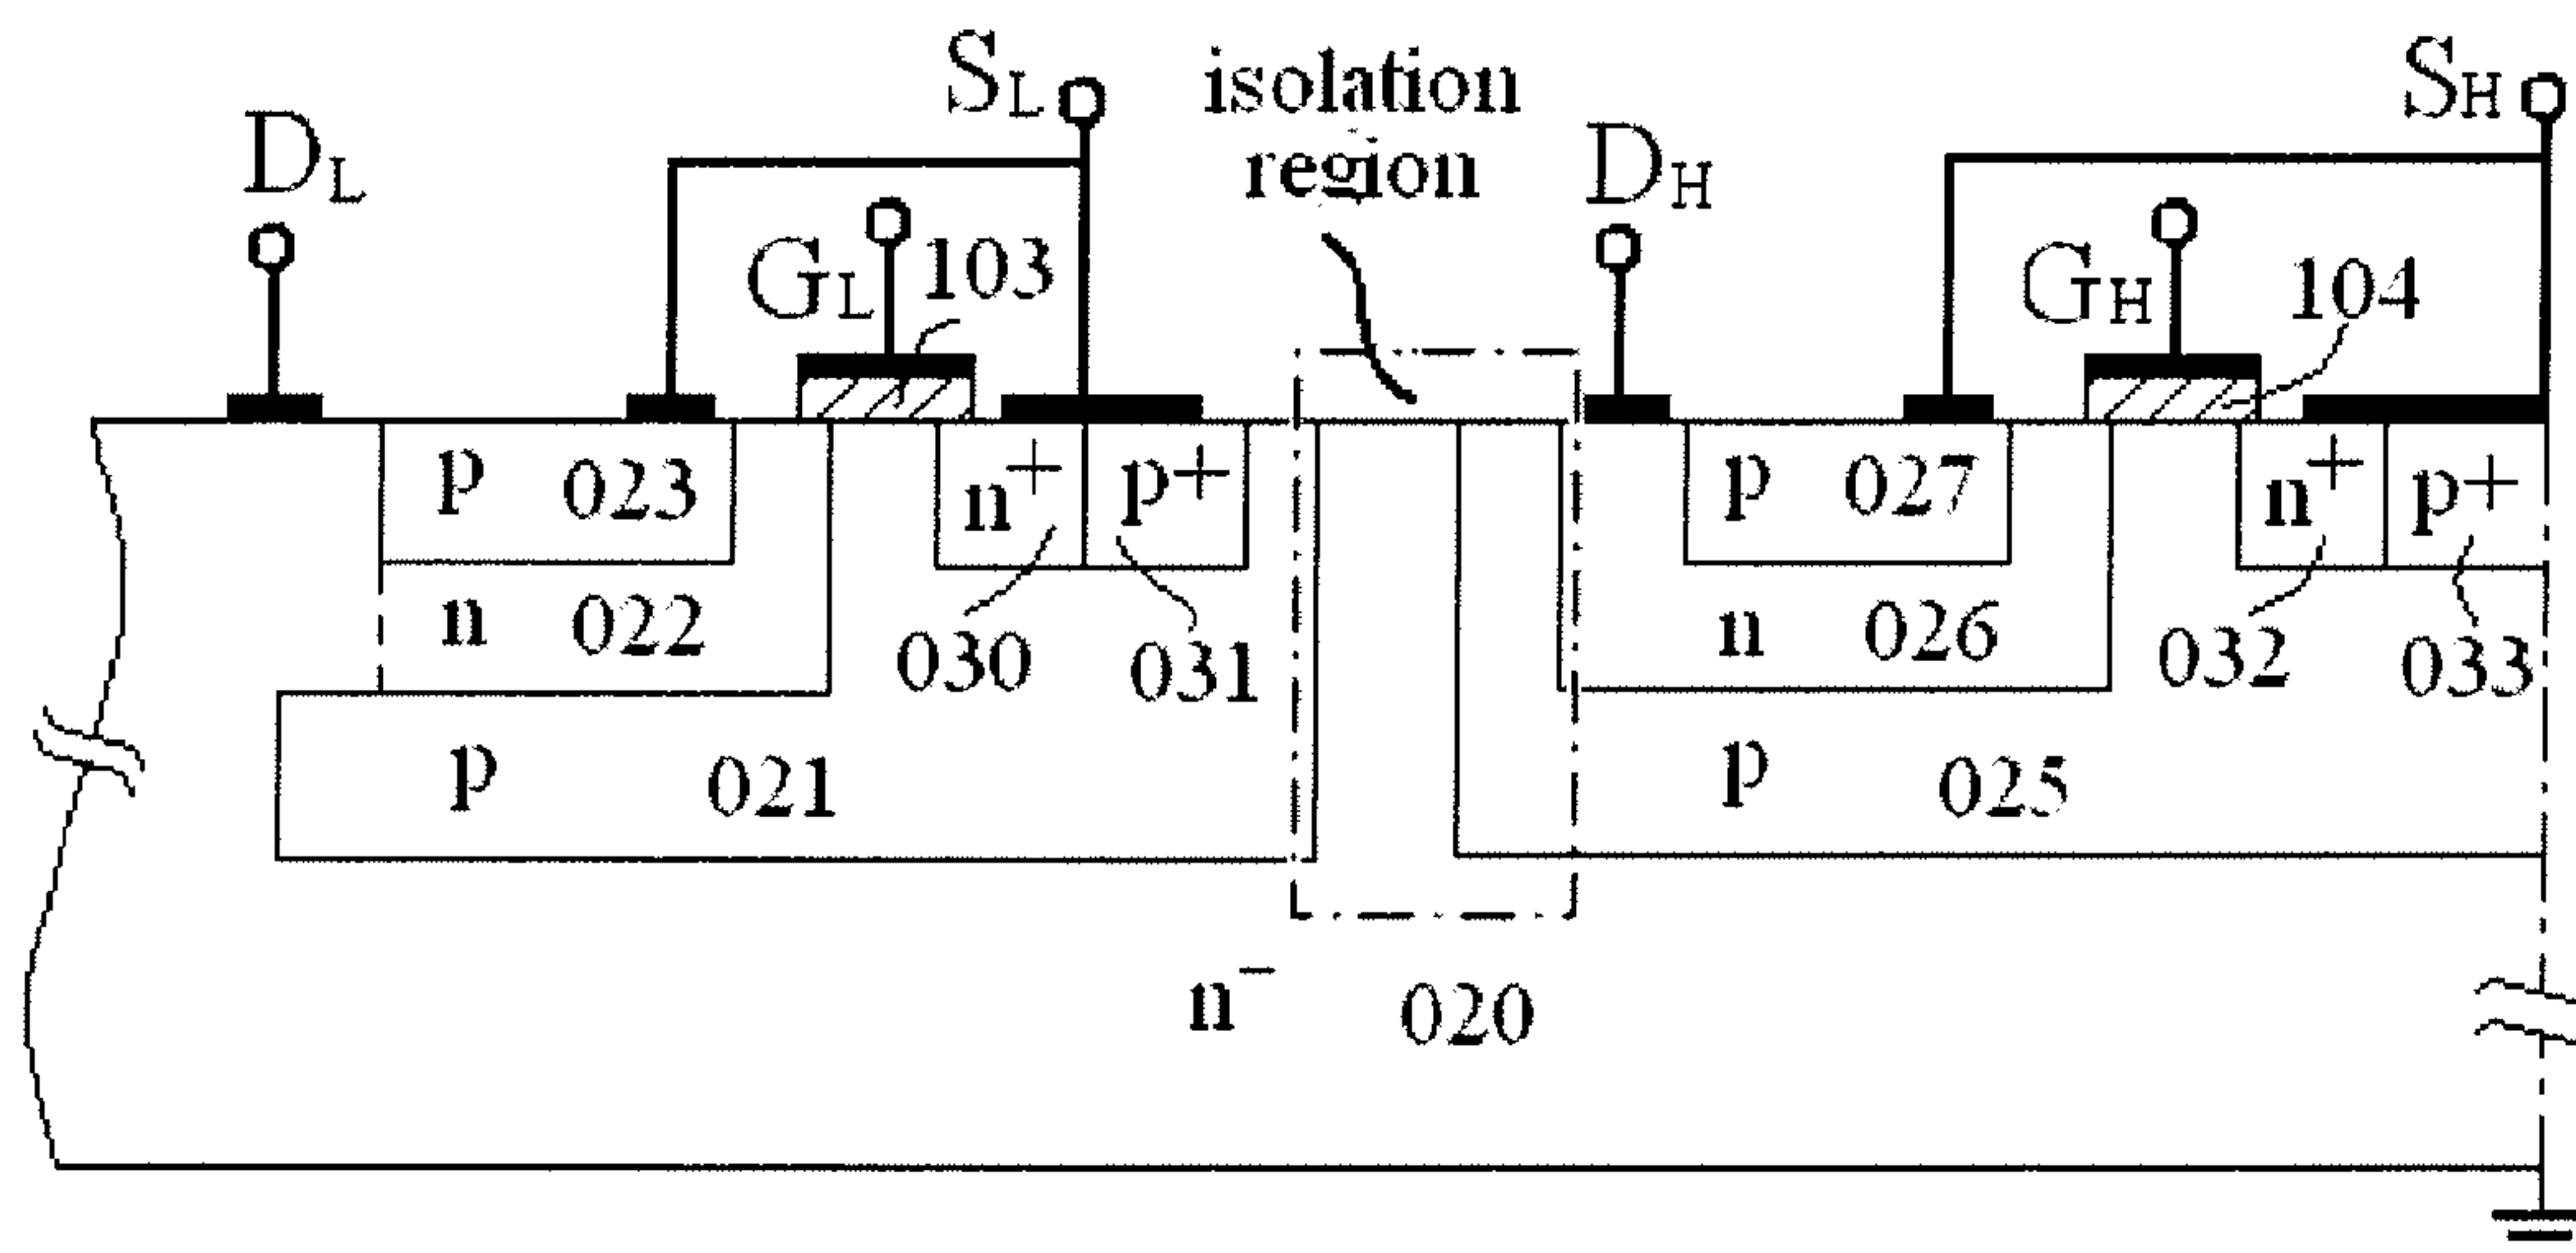 SL
isolation
region
SH
DL
DH
GL
103
GH
104
p 023
n+
p+
p 027
n+
p+
n 022
030
031
n 026
032
033
p 021
p 025
n− 020